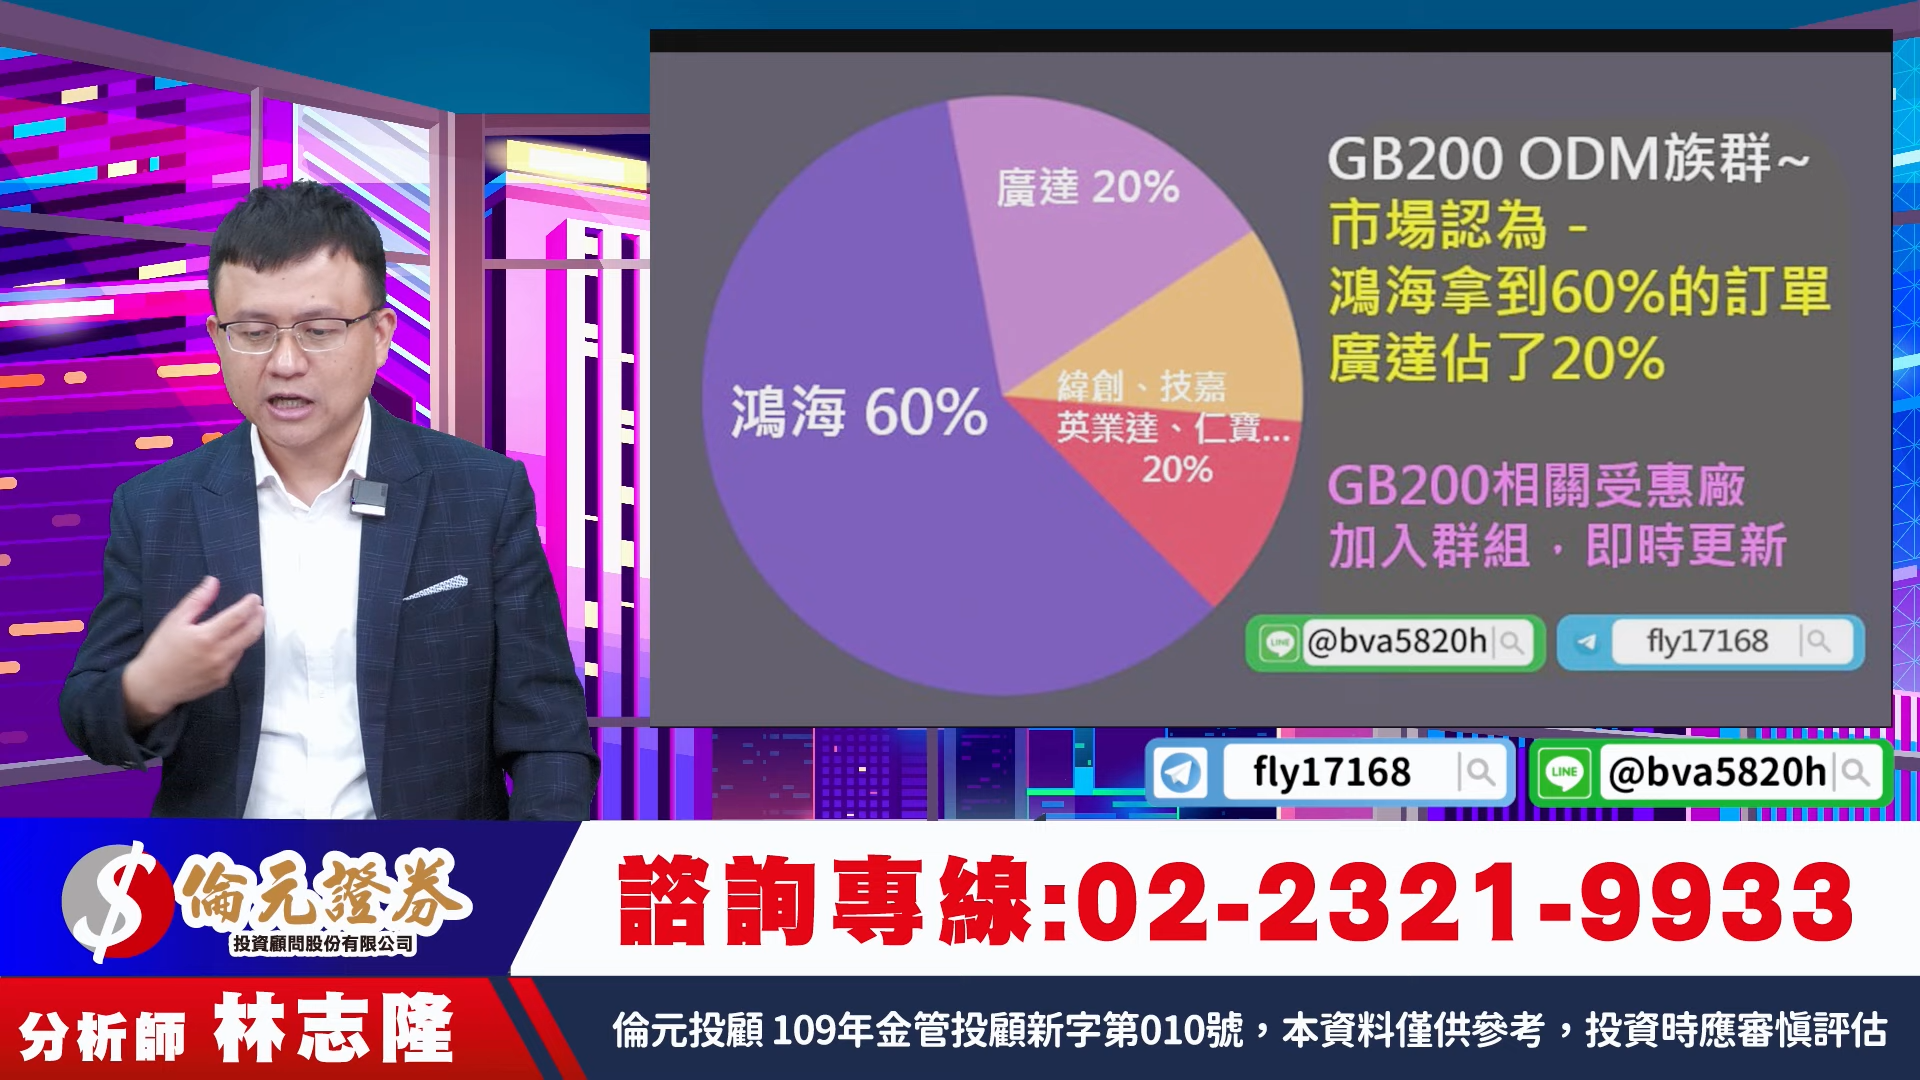 廣達 20%
鴻海 60%
緯創、技嘉
英業達、仁寶...
20%
GB200 ODM族群~
市場認為 -
鴻海拿到60%的訂單
廣達佔了20%
GB200相關受惠廠
加入群組，即時更新
LINE @bva5820h
fly17168
fly17168
LINE @bva5820h
倫元證券
投資顧問股份有限公司
諮詢專線:02-2321-9933
分析師 林志隆
倫元投顧 109年金管投顧新字第010號，本資料僅供參考，投資時應審慎評估